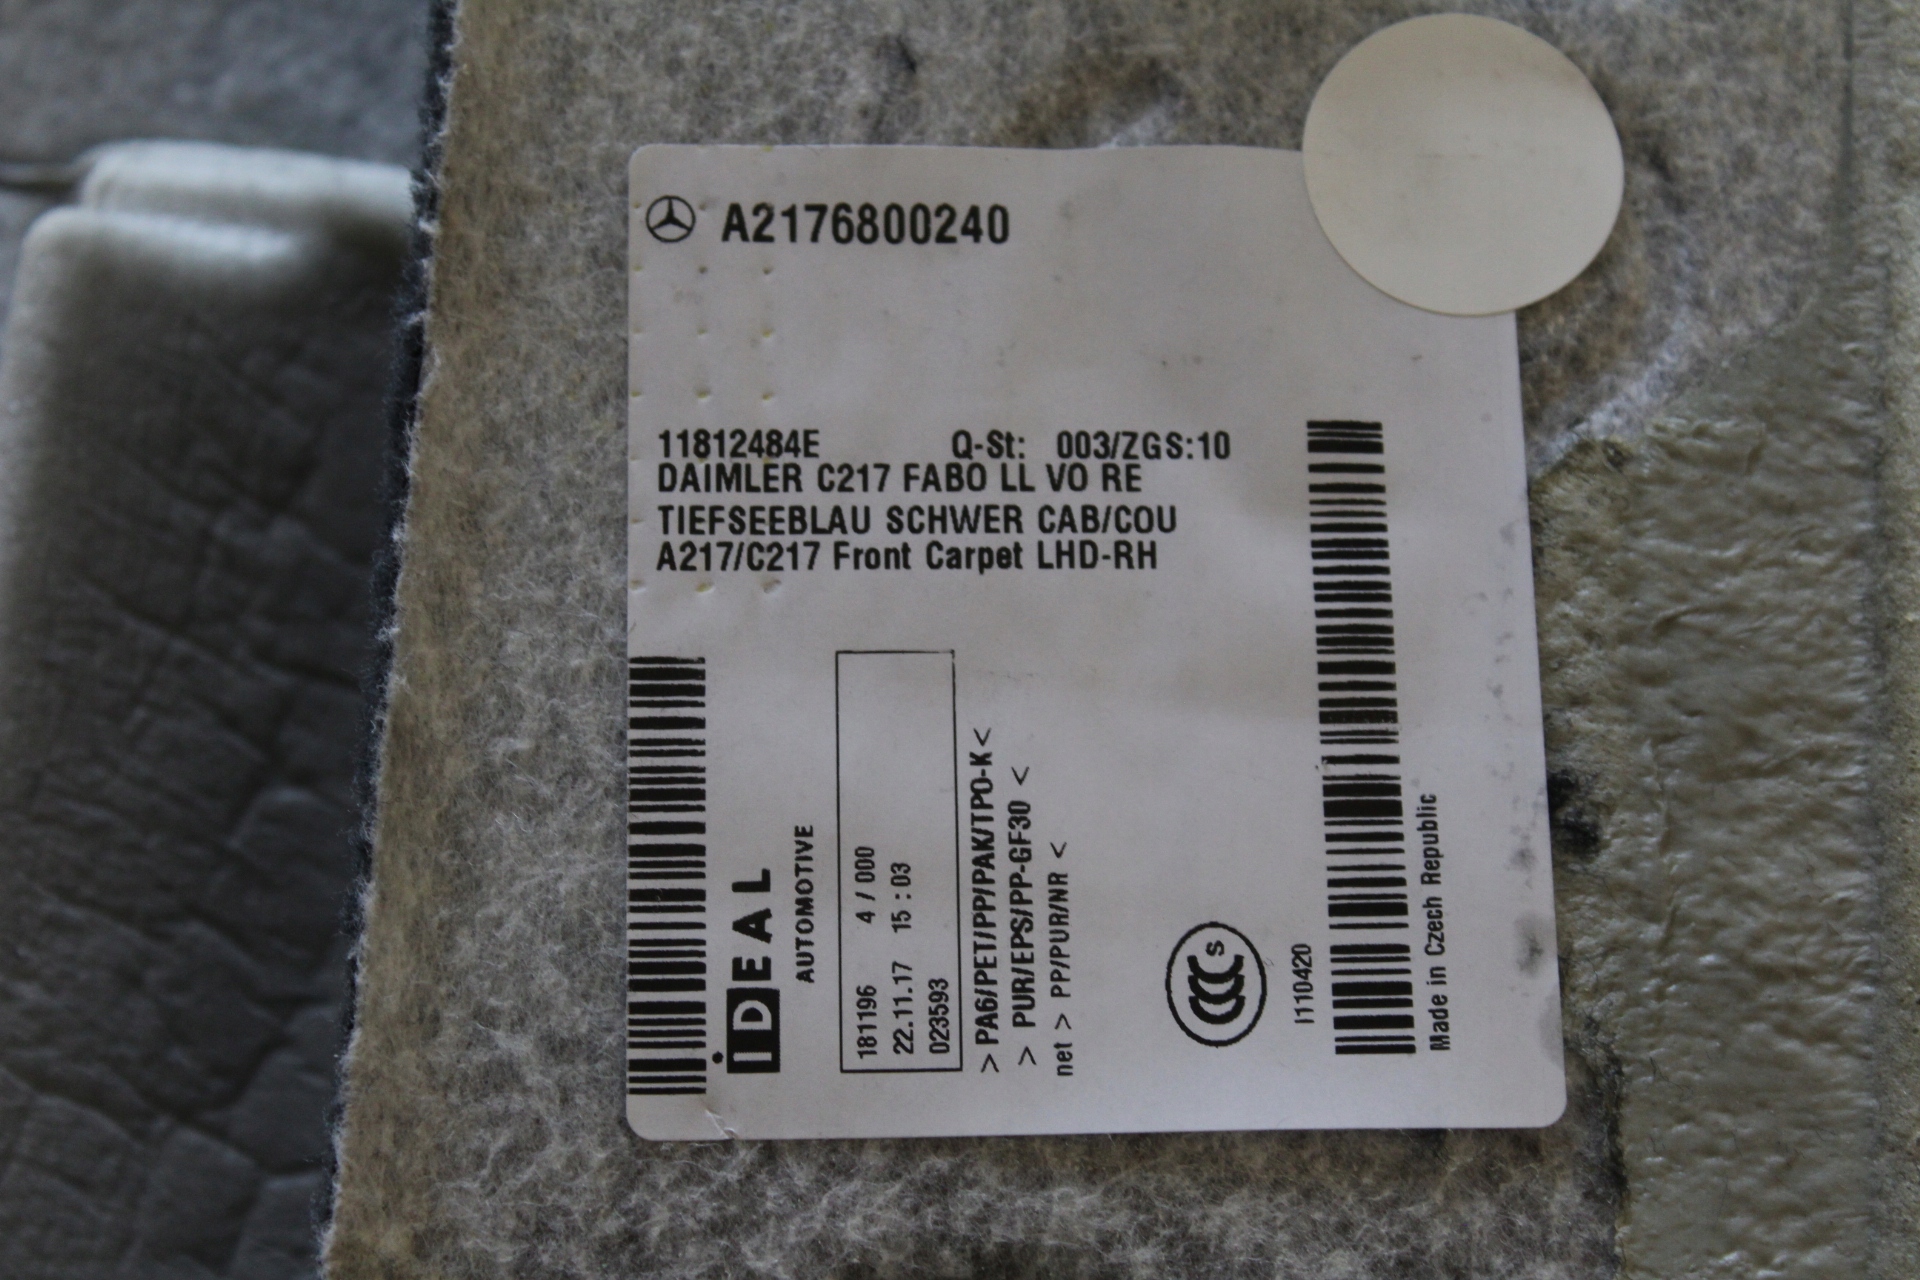 A2176800240
11812484E Q-St: 003/ZGS:10
DAIMLER C217 FABO LL VO RE
TIEFSEEBLAU SCHWER CAB/COU
A217/C217 Front Carpet LHD-RH
iDEAL
AUTOMOTIVE
181196 4 / 000
22.11.17 15 : 03
023593
> PA6/PET/PP/PAK/TPO-K <
> PUR/EPS/PP-GF30 <
net > PP/PUR/NR <
CCC S
I110420
Made in Czech Republic